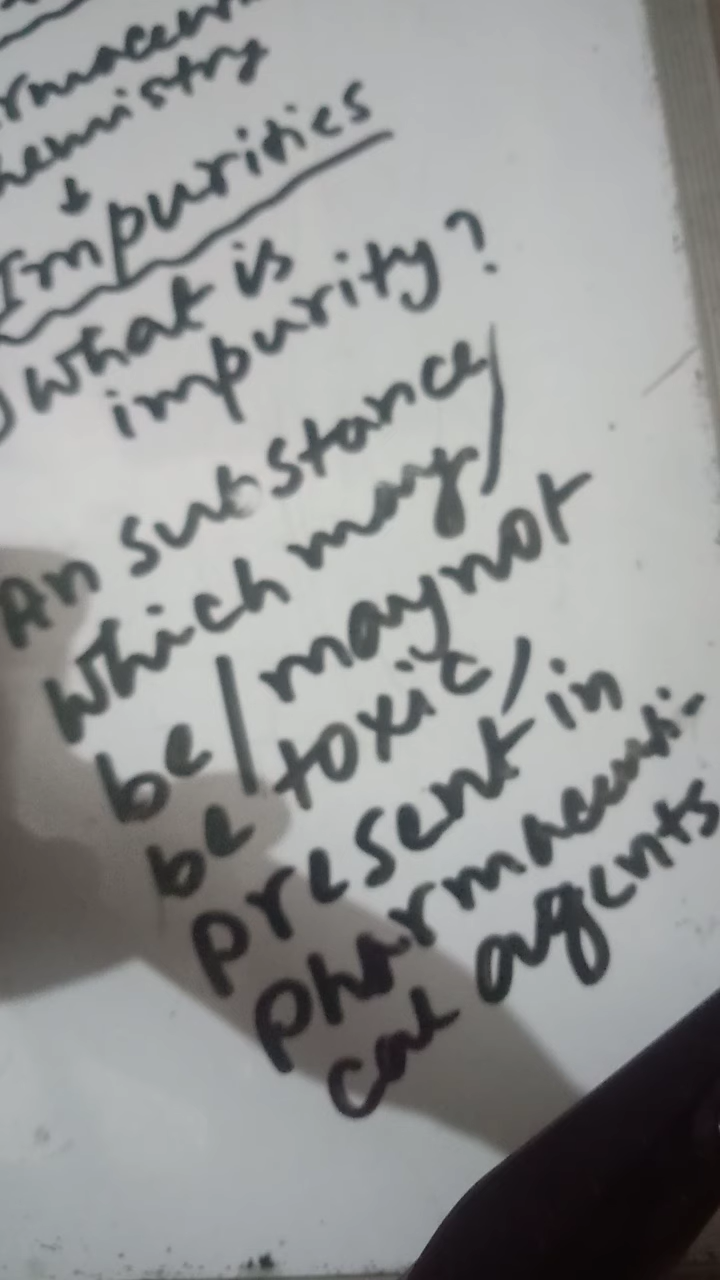 hemistry
↓
Impurities
What is
impurity?
An substance,
which may
be/may not
be toxic,
present in
pharmaceuti-
cal agents